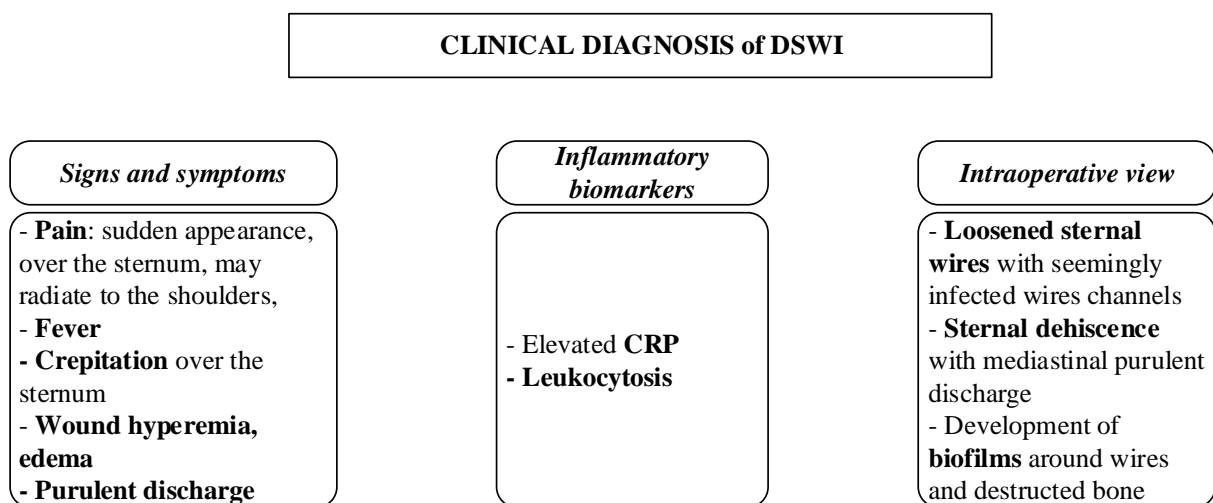 CLINICAL DIAGNOSIS of DSWI
Signs and symptoms
- Pain: sudden appearance,
over the sternum, may
radiate to the shoulders,
- Fever
- Crepitation over the
sternum
- Wound hyperemia,
edema
- Purulent discharge
Inflammatory
biomarkers
- Elevated CRP
- Leukocytosis
Intraoperative view
- Loosened sternal
wires with seemingly
infected wires channels
- Sternal dehiscence
with mediastinal purulent
discharge
- Development of
biofilms around wires
and destructed bone